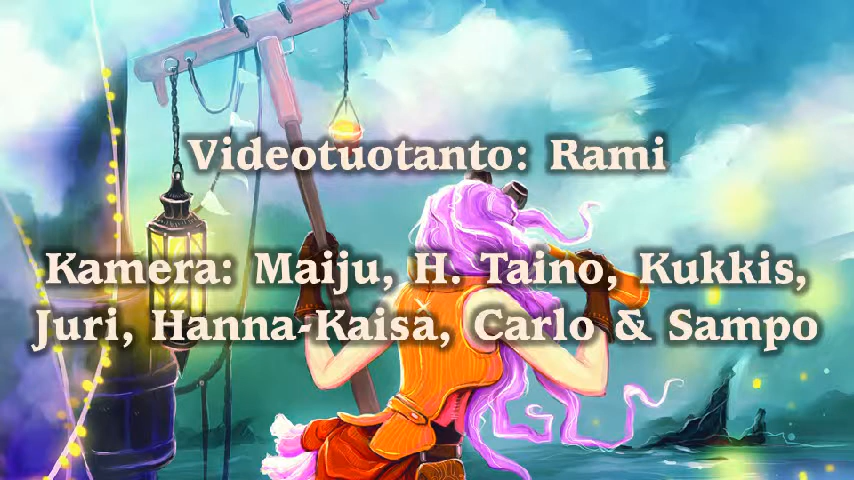 Videotuotanto: Rami
Kamera: Maiju, H. Taino, Kukkis,
Juri, Hanna-Kaisa, Carlo & Sampo